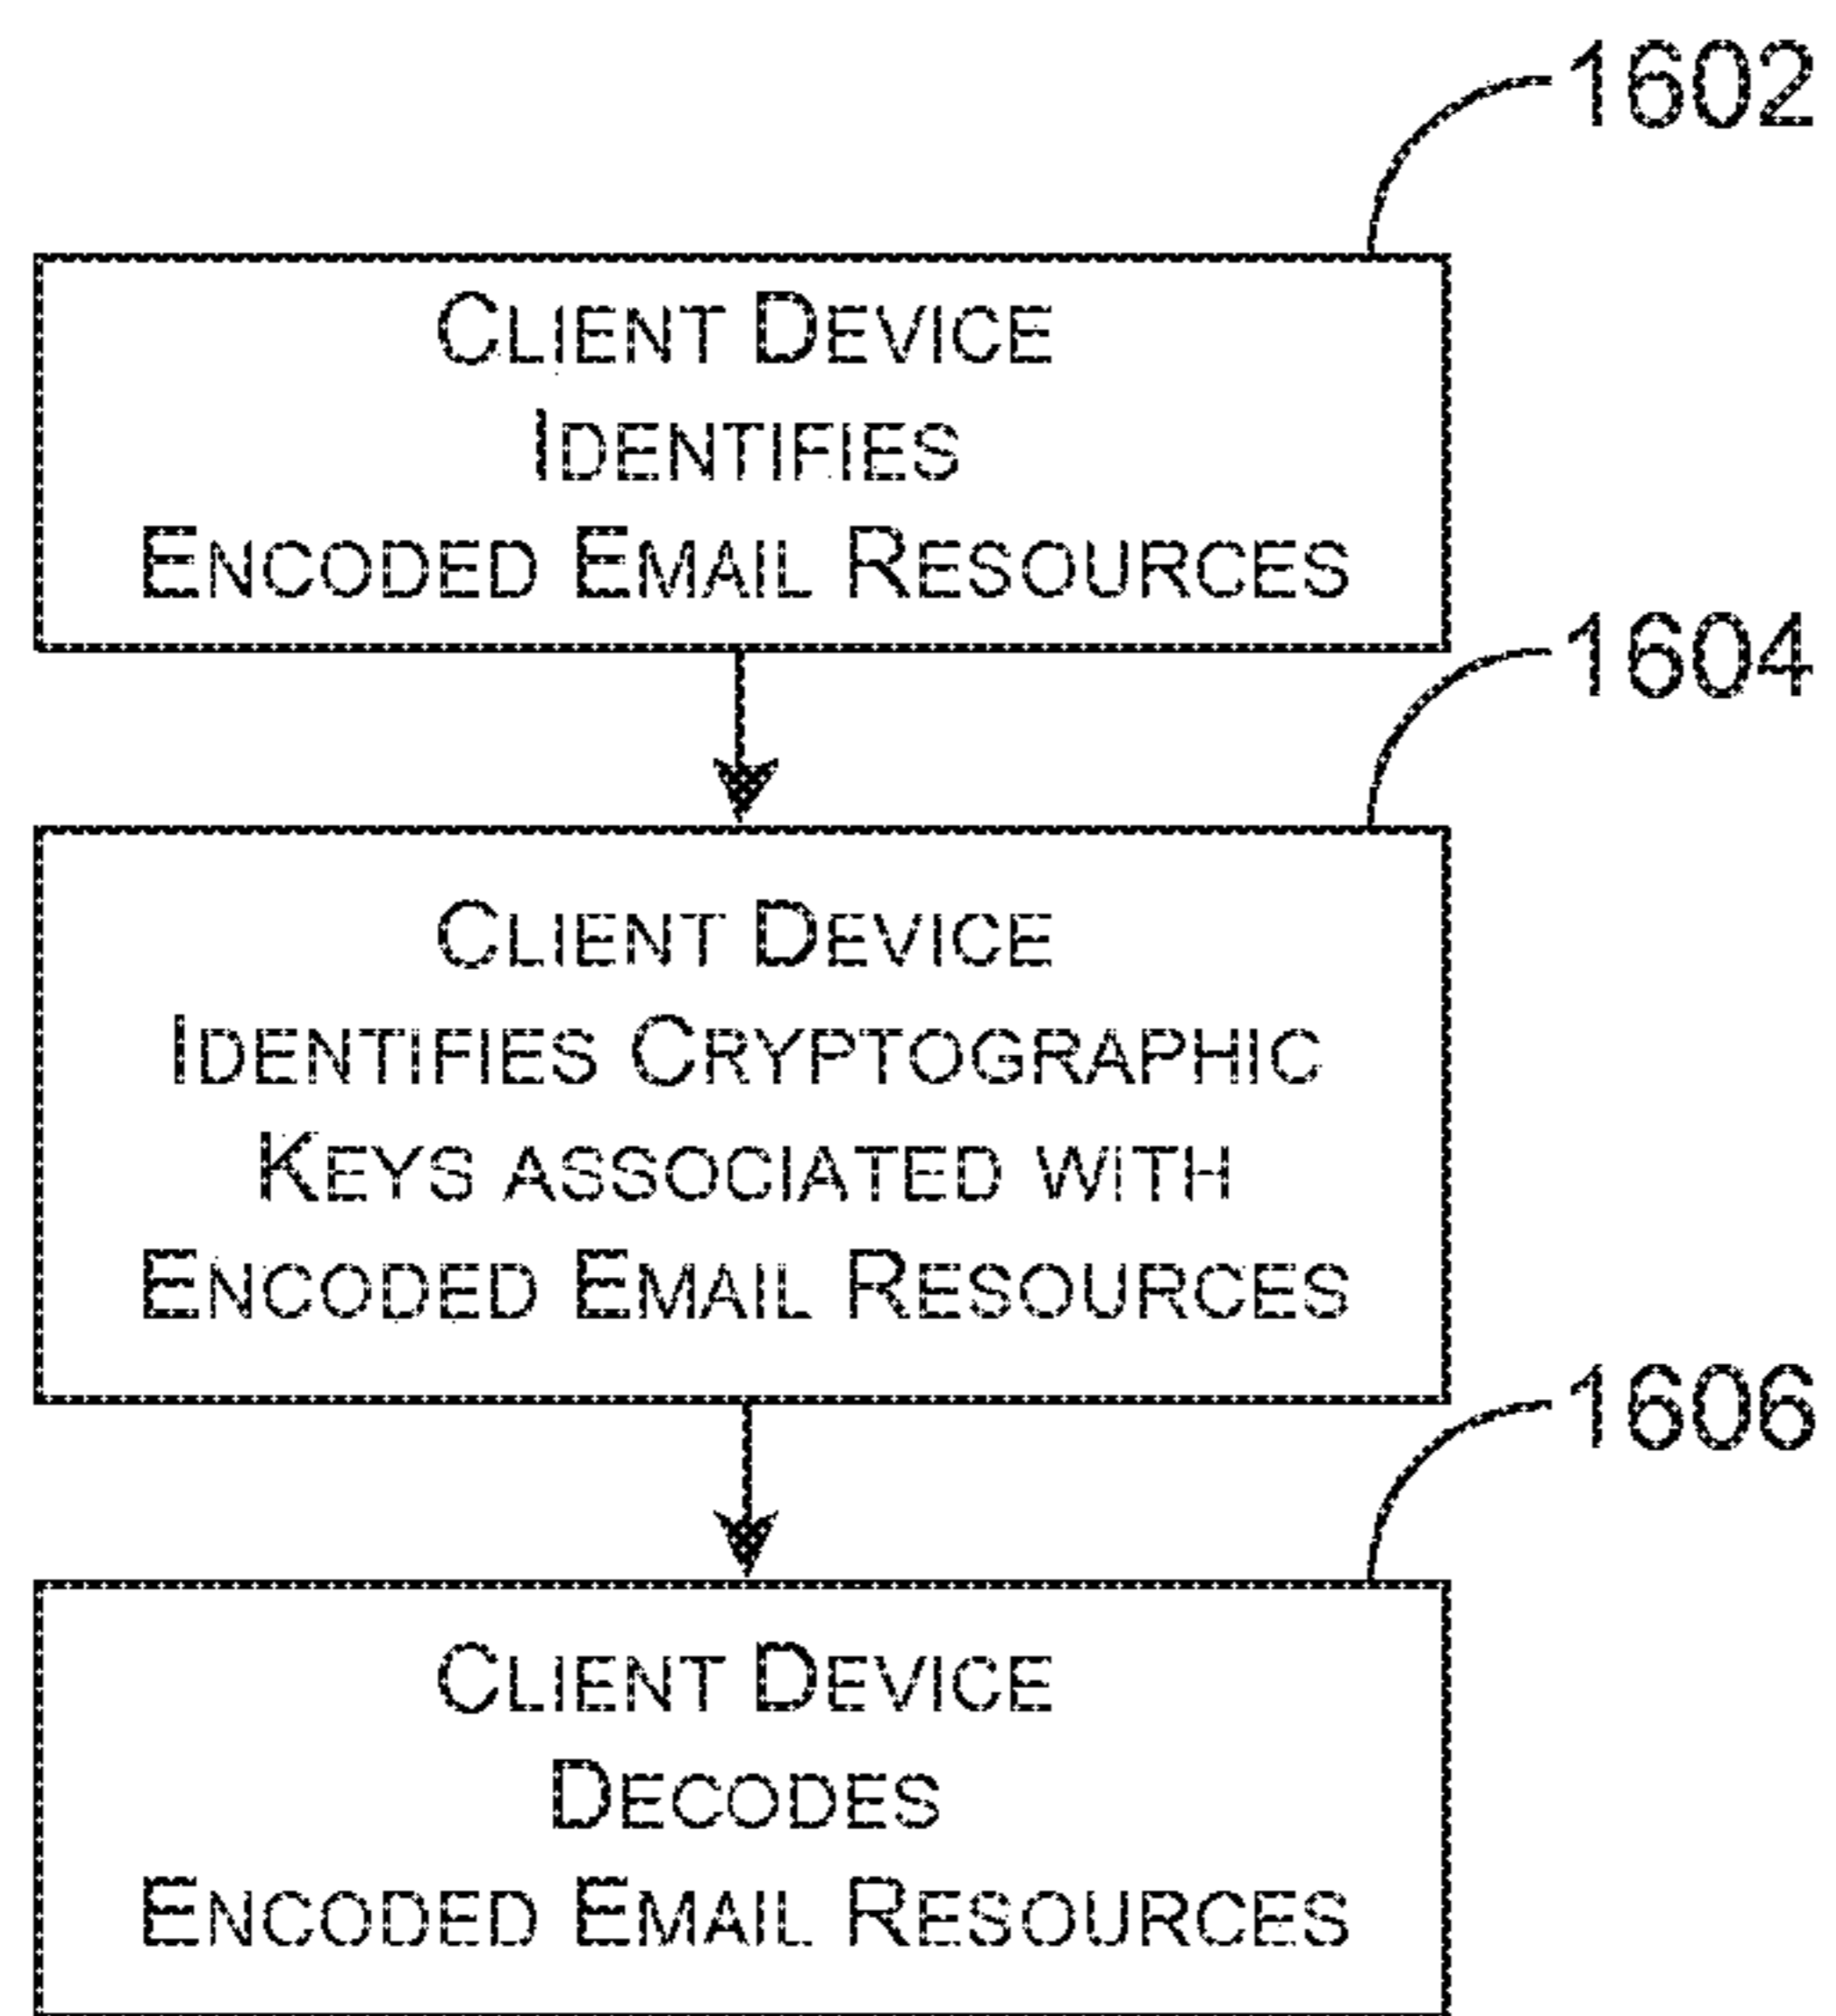 1602
CLIENT DEVICE
IDENTIFIES
ENCODED EMAIL RESOURCES
1604
CLIENT DEVICE
IDENTIFIES CRYPTOGRAPHIC
KEYS ASSOCIATED WITH
ENCODED EMAIL RESOURCES
1606
CLIENT DEVICE
DECODES
ENCODED EMAIL RESOURCES